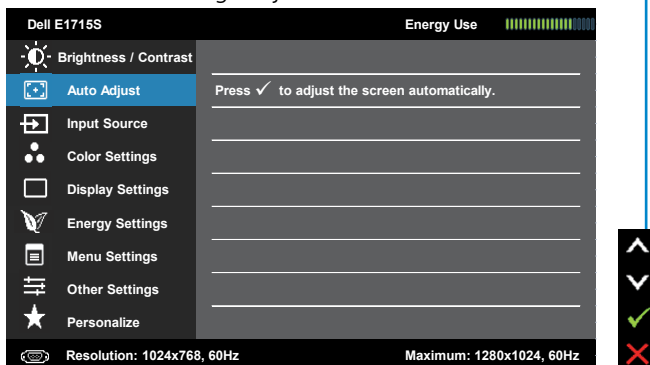 Dell E1715S Energy Use
Brightness / Contrast
Auto Adjust Press ✓ to adjust the screen automatically.
Input Source
Color Settings
Display Settings
Energy Settings
Menu Settings
Other Settings
Personalize
Resolution: 1024x768, 60Hz Maximum: 1280x1024, 60Hz